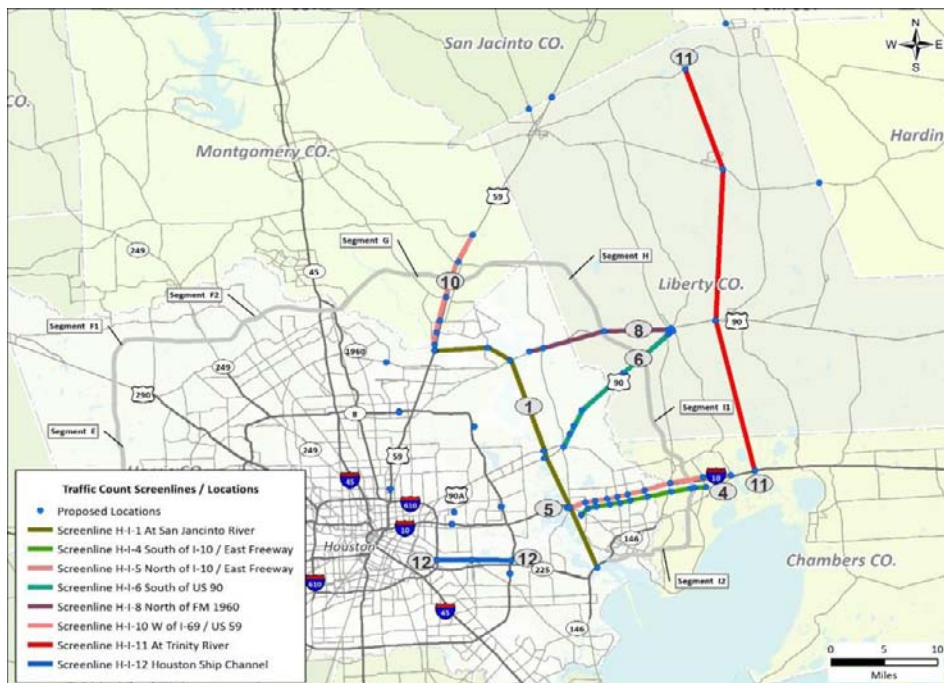 San Jacinto CO.
N
W E
S
11
CO.
Hardin
Montgomery CO.
59
249
Segment G
Segment H
45
10
Liberty CO.
Segment F2
Segment F1
8
90
1960
6
249
90
290
1
8
Segment I1
Segment E
59
249
45
10
11
4
610
90A
5
10
146
Houston
12
12
225
Chambers CO.
Segment I2
610
45
146
Traffic Count Screenlines / Locations
Proposed Locations
Screenline H-I-1 At San Jancinto River
Screenline H-I-4 South of I-10 / East Freeway
Screenline H-I-5 North of I-10 / East Freeway
Screenline H-I-6 South of US 90
Screenline H-I-8 North of FM 1960
Screenline H-I-10 W of I-69 / US 59
Screenline H-I-11 At Trinity River
Screenline H-I-12 Houston Ship Channel
0 5 10
Miles